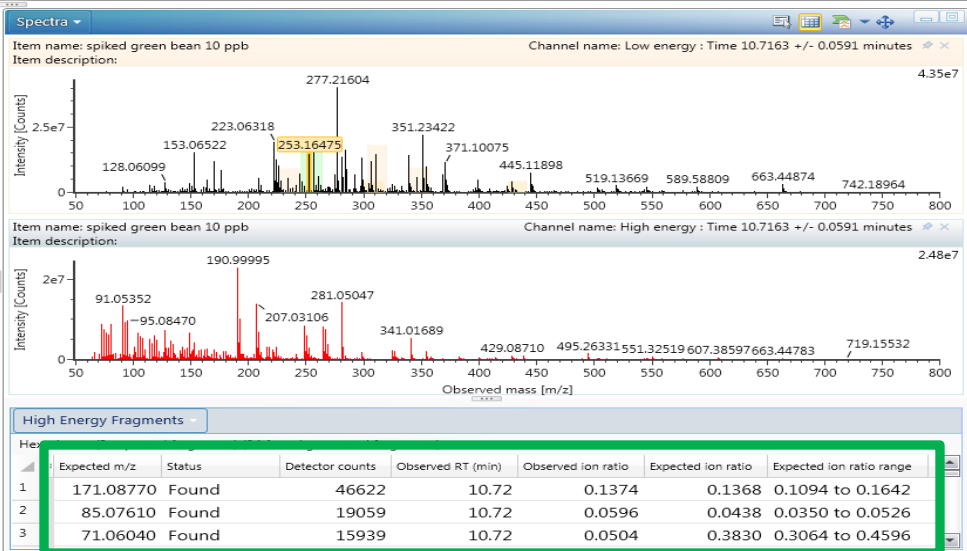 Spectra
Item name: spiked green bean 10 ppb Channel name: Low energy : Time 10.7163 +/- 0.0591 minutes
Item description:
4.35e7
Intensity [Counts]
2.5e7
0
277.21604
223.06318
351.23422
153.06522
253.16475
371.10075
128.06099
445.11898
519.13669
589.58809
663.44874
742.18964
50 100 150 200 250 300 350 400 450 500 550 600 650 700 750 800
Item name: spiked green bean 10 ppb Channel name: High energy : Time 10.7163 +/- 0.0591 minutes
Item description:
2.48e7
Intensity [Counts]
2e7
0
190.99995
91.05352
281.05047
95.08470
207.03106
341.01689
429.08710
495.26331
551.32519
607.38597
663.44783
719.15532
50 100 150 200 250 300 350 400 450 500 550 600 650 700 750 800
Observed mass [m/z]
High Energy Fragments
Expected m/z Status Detector counts Observed RT (min) Observed ion ratio Expected ion ratio Expected ion ratio range
1 171.08770 Found 46622 10.72 0.1374 0.1368 0.1094 to 0.1642
2 85.07610 Found 19059 10.72 0.0596 0.0438 0.0350 to 0.0526
3 71.06040 Found 15939 10.72 0.0504 0.3830 0.3064 to 0.4596